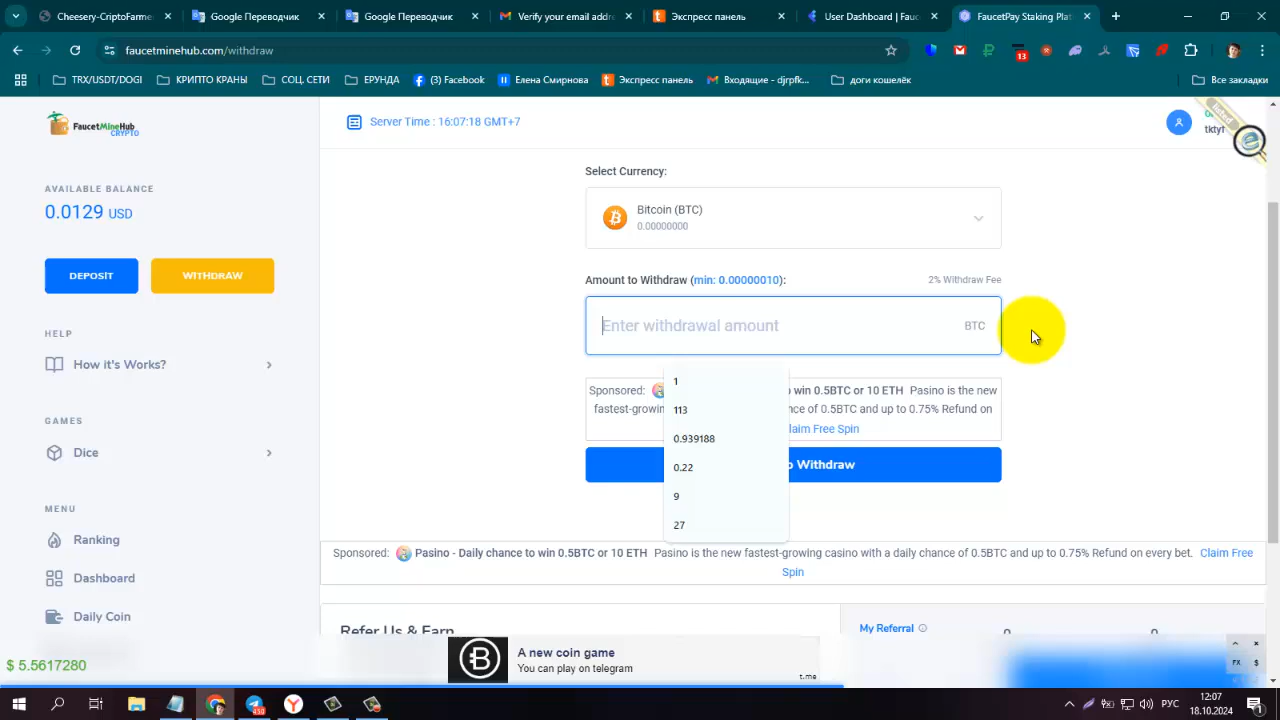 Cheesery-CriptoFarmer
Google Переводчик
Google Переводчик
Verify your email addre
Экспресс панель
User Dashboard | Fauce
FaucetPay Staking Plat
faucetminehub.com/withdraw
13
TRX/USDT/DOGI
КРИПТО КРАНЫ
СОЦ. СЕТИ
ЕРУНДА
(3) Facebook
Елена Смирнова
Экспресс панель
Входящие - djrpfk...
доги кошелёк
Все закладки
FaucetMineHub
CRYPTO
Server Time : 16:07:18 GMT+7
tktyf
AVAILABLE BALANCE
0.0129 USD
DEPOSIT
WITHDRAW
HELP
How it's Works?
GAMES
Dice
MENU
Ranking
Dashboard
Daily Coin
Select Currency:
Bitcoin (BTC)
0.00000000
Amount to Withdraw (min: 0.00000010):
2% Withdraw Fee
Enter withdrawal amount
BTC
1
113
0.939188
0.22
9
27
Sponsored:
o win 0.5BTC or 10 ETH Pasino is the new
fastest-growin
nce of 0.5BTC and up to 0.75% Refund on
laim Free Spin
o Withdraw
Sponsored: Pasino - Daily chance to win 0.5BTC or 10 ETH Pasino is the new fastest-growing casino with a daily chance of 0.5BTC and up to 0.75% Refund on every bet. Claim Free
Spin
Refer Us & Earn
My Referral
0
0
$ 5.5617280
A new coin game
You can play on telegram
t.me
FX
$
РУС
12:07
18.10.2024